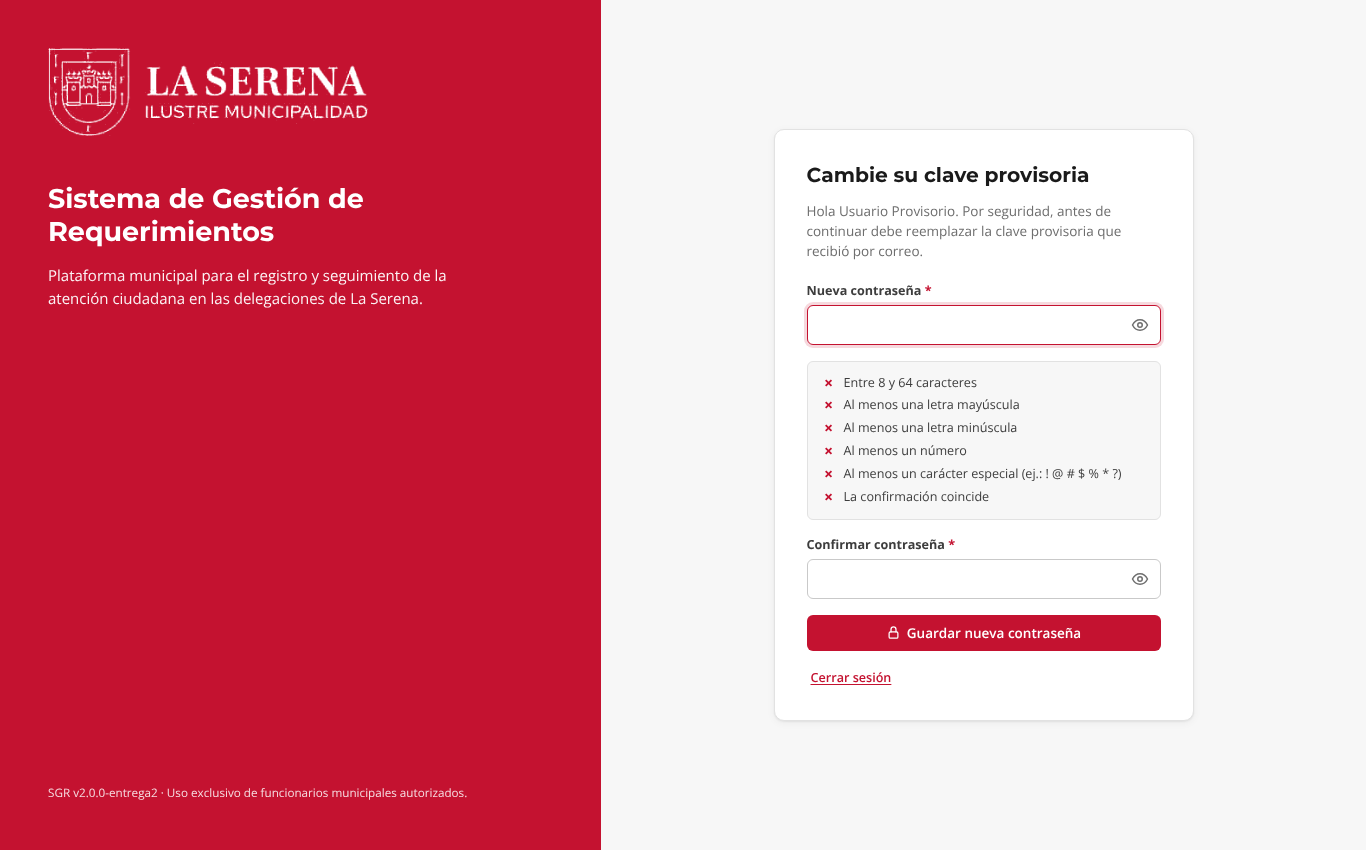 LA SERENA
ILUSTRE MUNICIPALIDAD
Sistema de Gestión de
Requerimientos
Plataforma municipal para el registro y seguimiento de la
atención ciudadana en las delegaciones de La Serena.
SGR v2.0.0-entrega2 · Uso exclusivo de funcionarios municipales autorizados.
Cambie su clave provisoria
Hola Usuario Provisorio. Por seguridad, antes de
continuar debe reemplazar la clave provisoria que
recibió por correo.
Nueva contraseña *
× Entre 8 y 64 caracteres
× Al menos una letra mayúscula
× Al menos una letra minúscula
× Al menos un número
× Al menos un carácter especial (ej.: ! @ # $ % * ?)
× La confirmación coincide
Confirmar contraseña *
Guardar nueva contraseña
Cerrar sesión